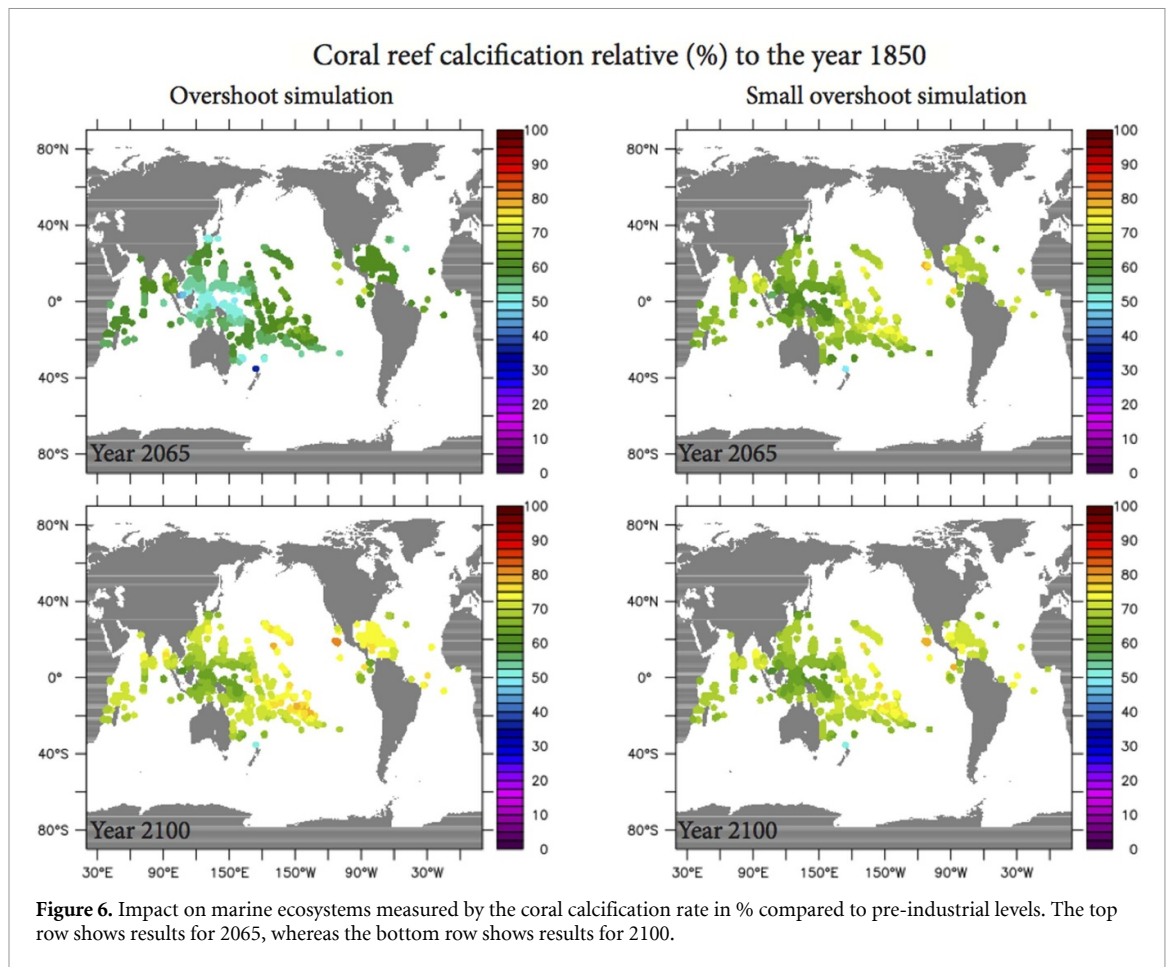 Coral reef calcification relative (%) to the year 1850
Overshoot simulation
Small overshoot simulation
80°N
40°N
0°
40°S
80°S
Year 2065
100
90
80
70
60
50
40
30
20
10
0
80°N
40°N
0°
40°S
80°S
Year 2065
100
90
80
70
60
50
40
30
20
10
0
80°N
40°N
0°
40°S
80°S
Year 2100
30°E
90°E
150°E
150°W
90°W
30°W
100
90
80
70
60
50
40
30
20
10
0
80°N
40°N
0°
40°S
80°S
Year 2100
30°E
90°E
150°E
150°W
90°W
30°W
100
90
80
70
60
50
40
30
20
10
0
Figure 6. Impact on marine ecosystems measured by the coral calcification rate in % compared to pre-industrial levels. The top
row shows results for 2065, whereas the bottom row shows results for 2100.